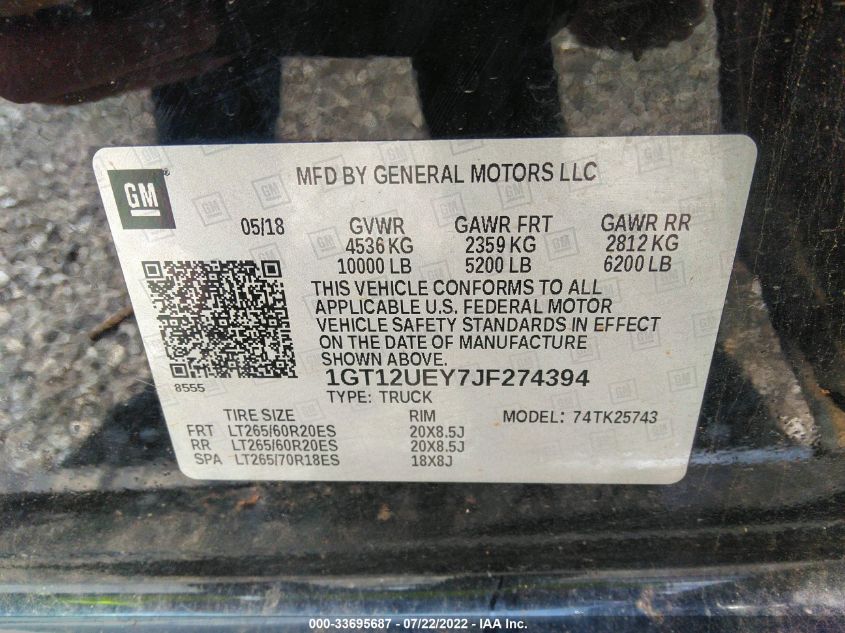 MFD BY GENERAL MOTORS LLC
GM
05/18 GVWR GAWR FRT GAWR RR
4536 KG 2359 KG 2812 KG
10000 LB 5200 LB 6200 LB
THIS VEHICLE CONFORMS TO ALL
APPLICABLE U.S. FEDERAL MOTOR
VEHICLE SAFETY STANDARDS IN EFFECT
ON THE DATE OF MANUFACTURE
SHOWN ABOVE.
8555
1GT12UEY7JF274394
TYPE: TRUCK
TIRE SIZE RIM MODEL: 74TK25743
FRT LT265/60R20ES 20X8.5J
RR LT265/60R20ES 20X8.5J
SPA LT265/70R18ES 18X8J
000-33695687 - 07/22/2022 - © IAA Inc.